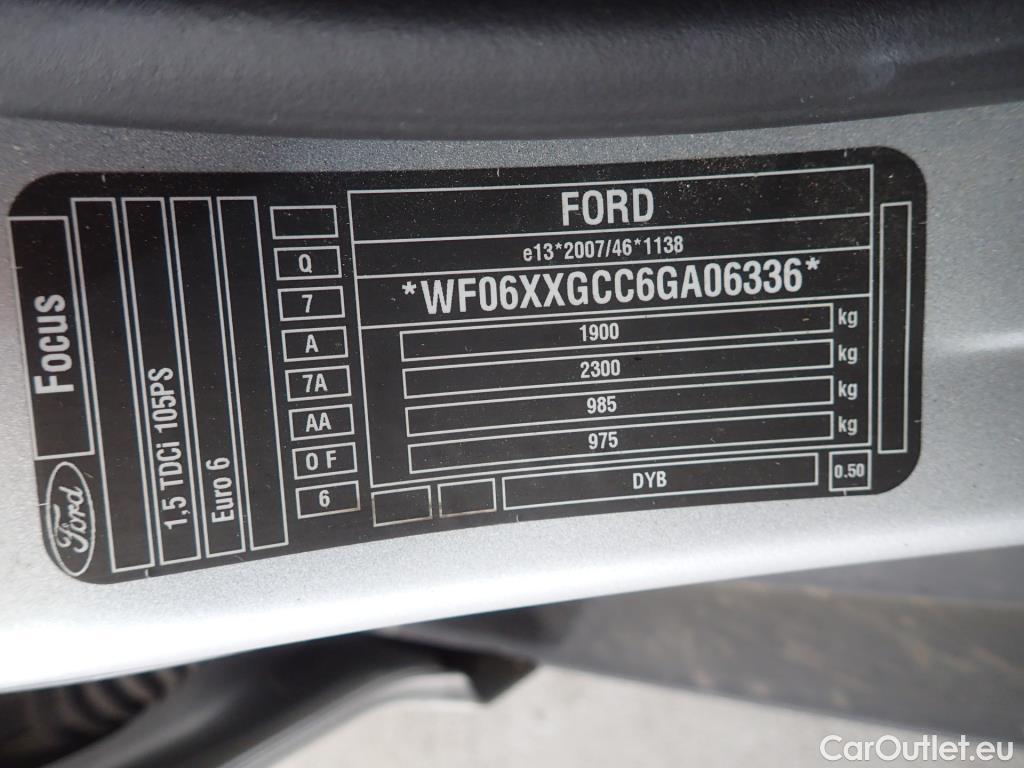 FORD
e13*2007/46*1138
*WF06XXGCC6GA06336*
1900 kg
2300 kg
985 kg
975 kg
DYB
0.50
Q
7
A
7A
AA
0 F
6
FOCUS
1,5 TDCi 105PS
Euro 6
Ford
CarOutlet.eu